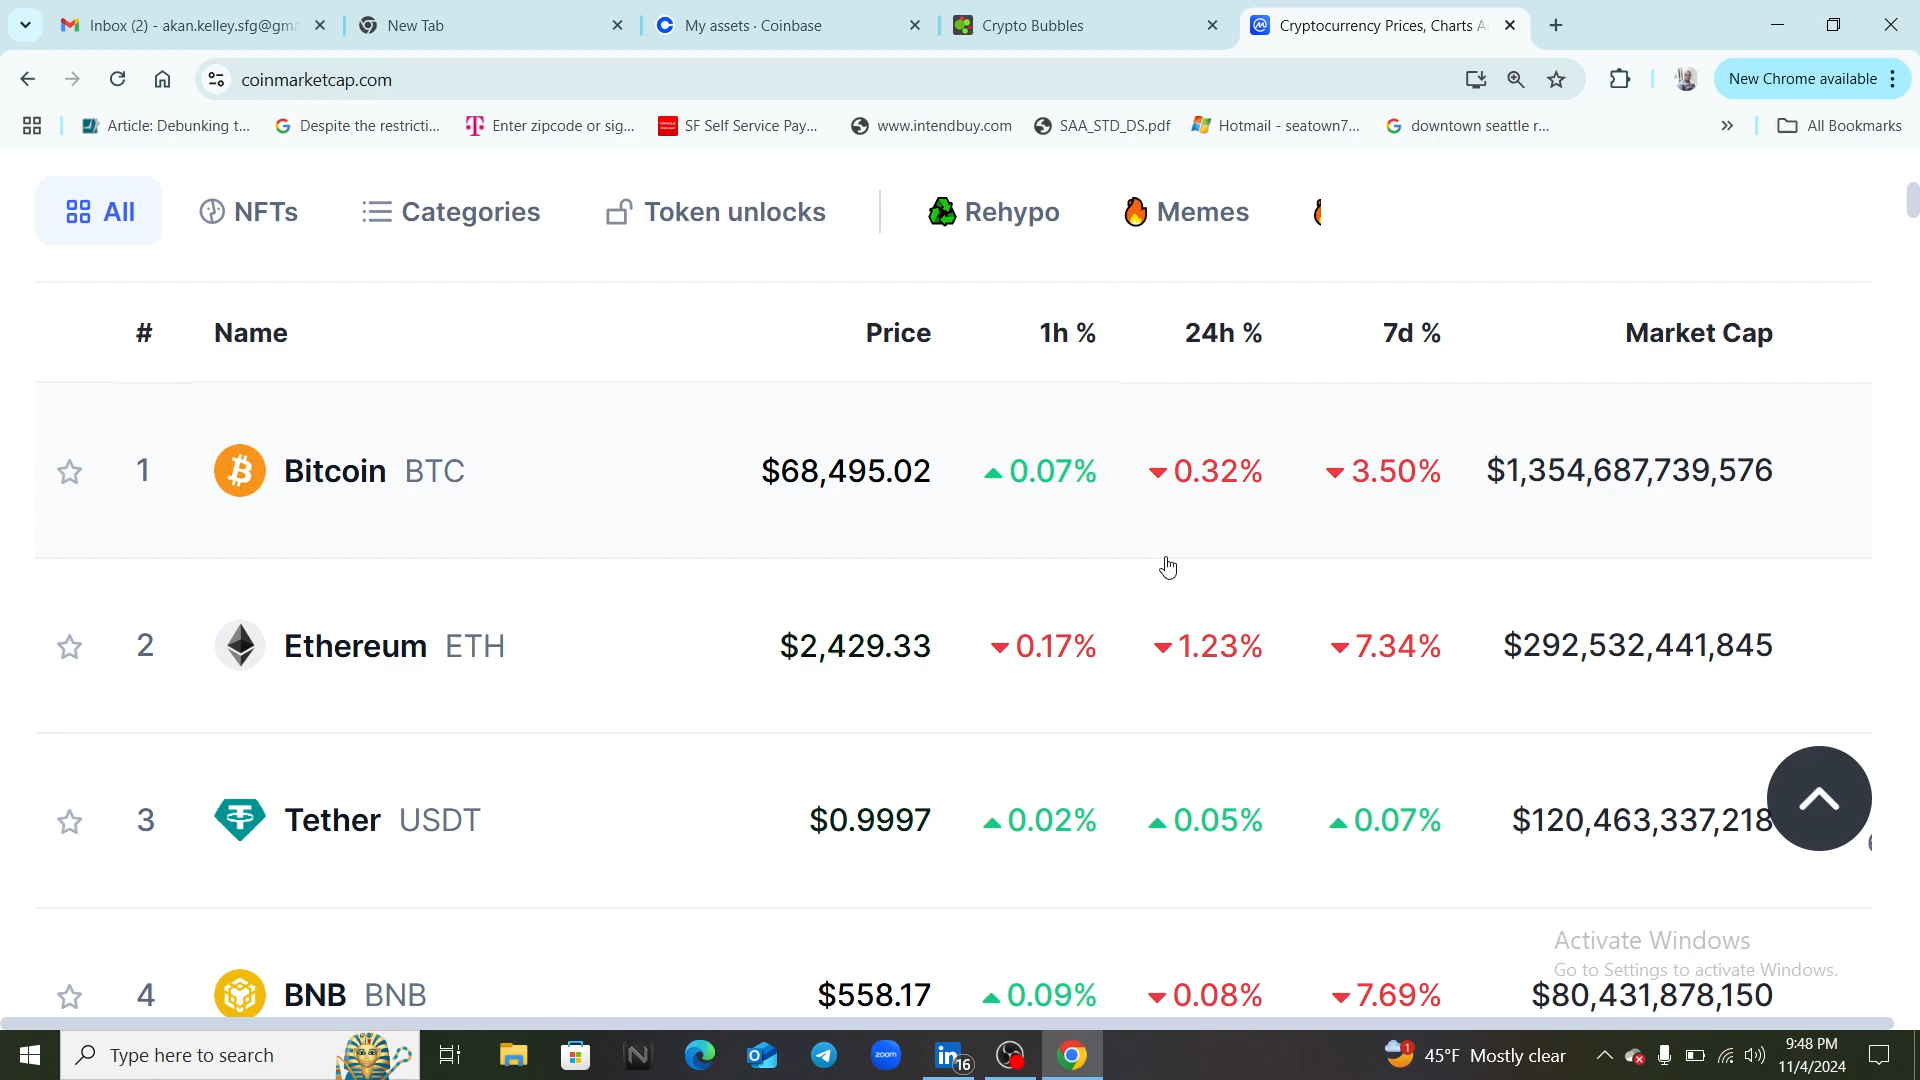 Inbox (2) - akan.kelley.sfg@gma
New Tab
My assets · Coinbase
Crypto Bubbles
Cryptocurrency Prices, Charts A
coinmarketcap.com
New Chrome available
Article: Debunking t...
Despite the restricti...
Enter zipcode or sig...
SF Self Service Pay...
www.intendbuy.com
SAA_STD_DS.pdf
Hotmail - seatown7...
downtown seattle r...
All Bookmarks
All NFTs Categories Token unlocks Rehypo Memes
# Name Price 1h % 24h % 7d % Market Cap
1 Bitcoin BTC $68,495.02 0.07% 0.32% 3.50% $1,354,687,739,576
2 Ethereum ETH $2,429.33 0.17% 1.23% 7.34% $292,532,441,845
3 Tether USDT $0.9997 0.02% 0.05% 0.07% $120,463,337,218
4 BNB BNB $558.17 0.09% 0.08% 7.69% $80,431,878,150
Activate Windows
Go to Settings to activate Windows.
Type here to search
zoom
16
1
45°F Mostly clear
9:48 PM
11/4/2024